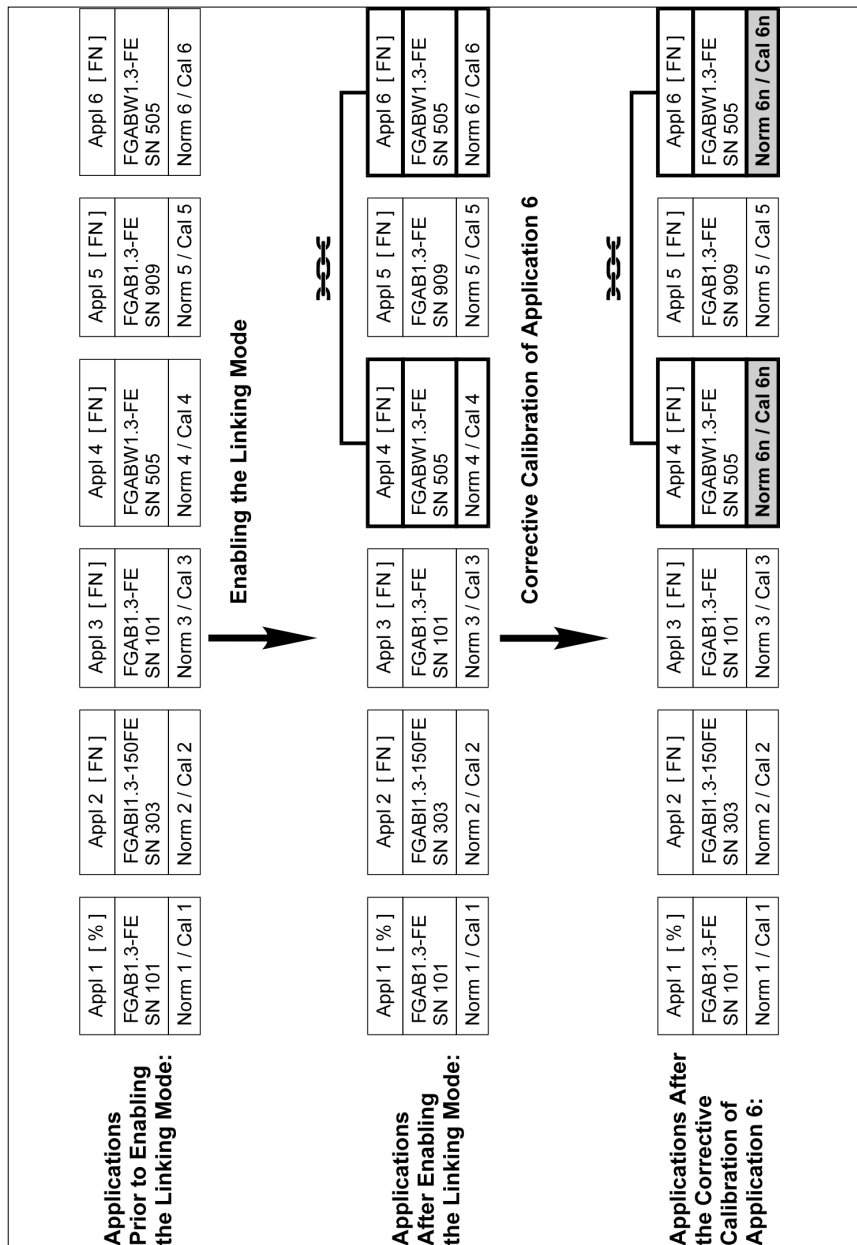 Applications
Prior to Enabling
the Linking Mode:
Appl 1 [ % ]
FGAB1.3-FE
SN 101
Norm 1 / Cal 1
Appl 2 [ FN ]
FGABI1.3-150FE
SN 303
Norm 2 / Cal 2
Appl 3 [ FN ]
FGAB1.3-FE
SN 101
Norm 3 / Cal 3
Appl 4 [ FN ]
FGABW1.3-FE
SN 505
Norm 4 / Cal 4
Appl 5 [ FN ]
FGAB1.3-FE
SN 909
Norm 5 / Cal 5
Appl 6 [ FN ]
FGABW1.3-FE
SN 505
Norm 6 / Cal 6
Enabling the Linking Mode
Applications
After Enabling
the Linking Mode:
Appl 1 [ % ]
FGAB1.3-FE
SN 101
Norm 1 / Cal 1
Appl 2 [ FN ]
FGABI1.3-150FE
SN 303
Norm 2 / Cal 2
Appl 3 [ FN ]
FGAB1.3-FE
SN 101
Norm 3 / Cal 3
Appl 4 [ FN ]
FGABW1.3-FE
SN 505
Norm 4 / Cal 4
Appl 5 [ FN ]
FGAB1.3-FE
SN 909
Norm 5 / Cal 5
Appl 6 [ FN ]
FGABW1.3-FE
SN 505
Norm 6 / Cal 6
Corrective Calibration of Application 6
Applications After
the Corrective
Calibration of
Application 6:
Appl 1 [ % ]
FGAB1.3-FE
SN 101
Norm 1 / Cal 1
Appl 2 [ FN ]
FGABI1.3-150FE
SN 303
Norm 2 / Cal 2
Appl 3 [ FN ]
FGAB1.3-FE
SN 101
Norm 3 / Cal 3
Appl 4 [ FN ]
FGABW1.3-FE
SN 505
Norm 6n / Cal 6n
Appl 5 [ FN ]
FGAB1.3-FE
SN 909
Norm 5 / Cal 5
Appl 6 [ FN ]
FGABW1.3-FE
SN 505
Norm 6n / Cal 6n